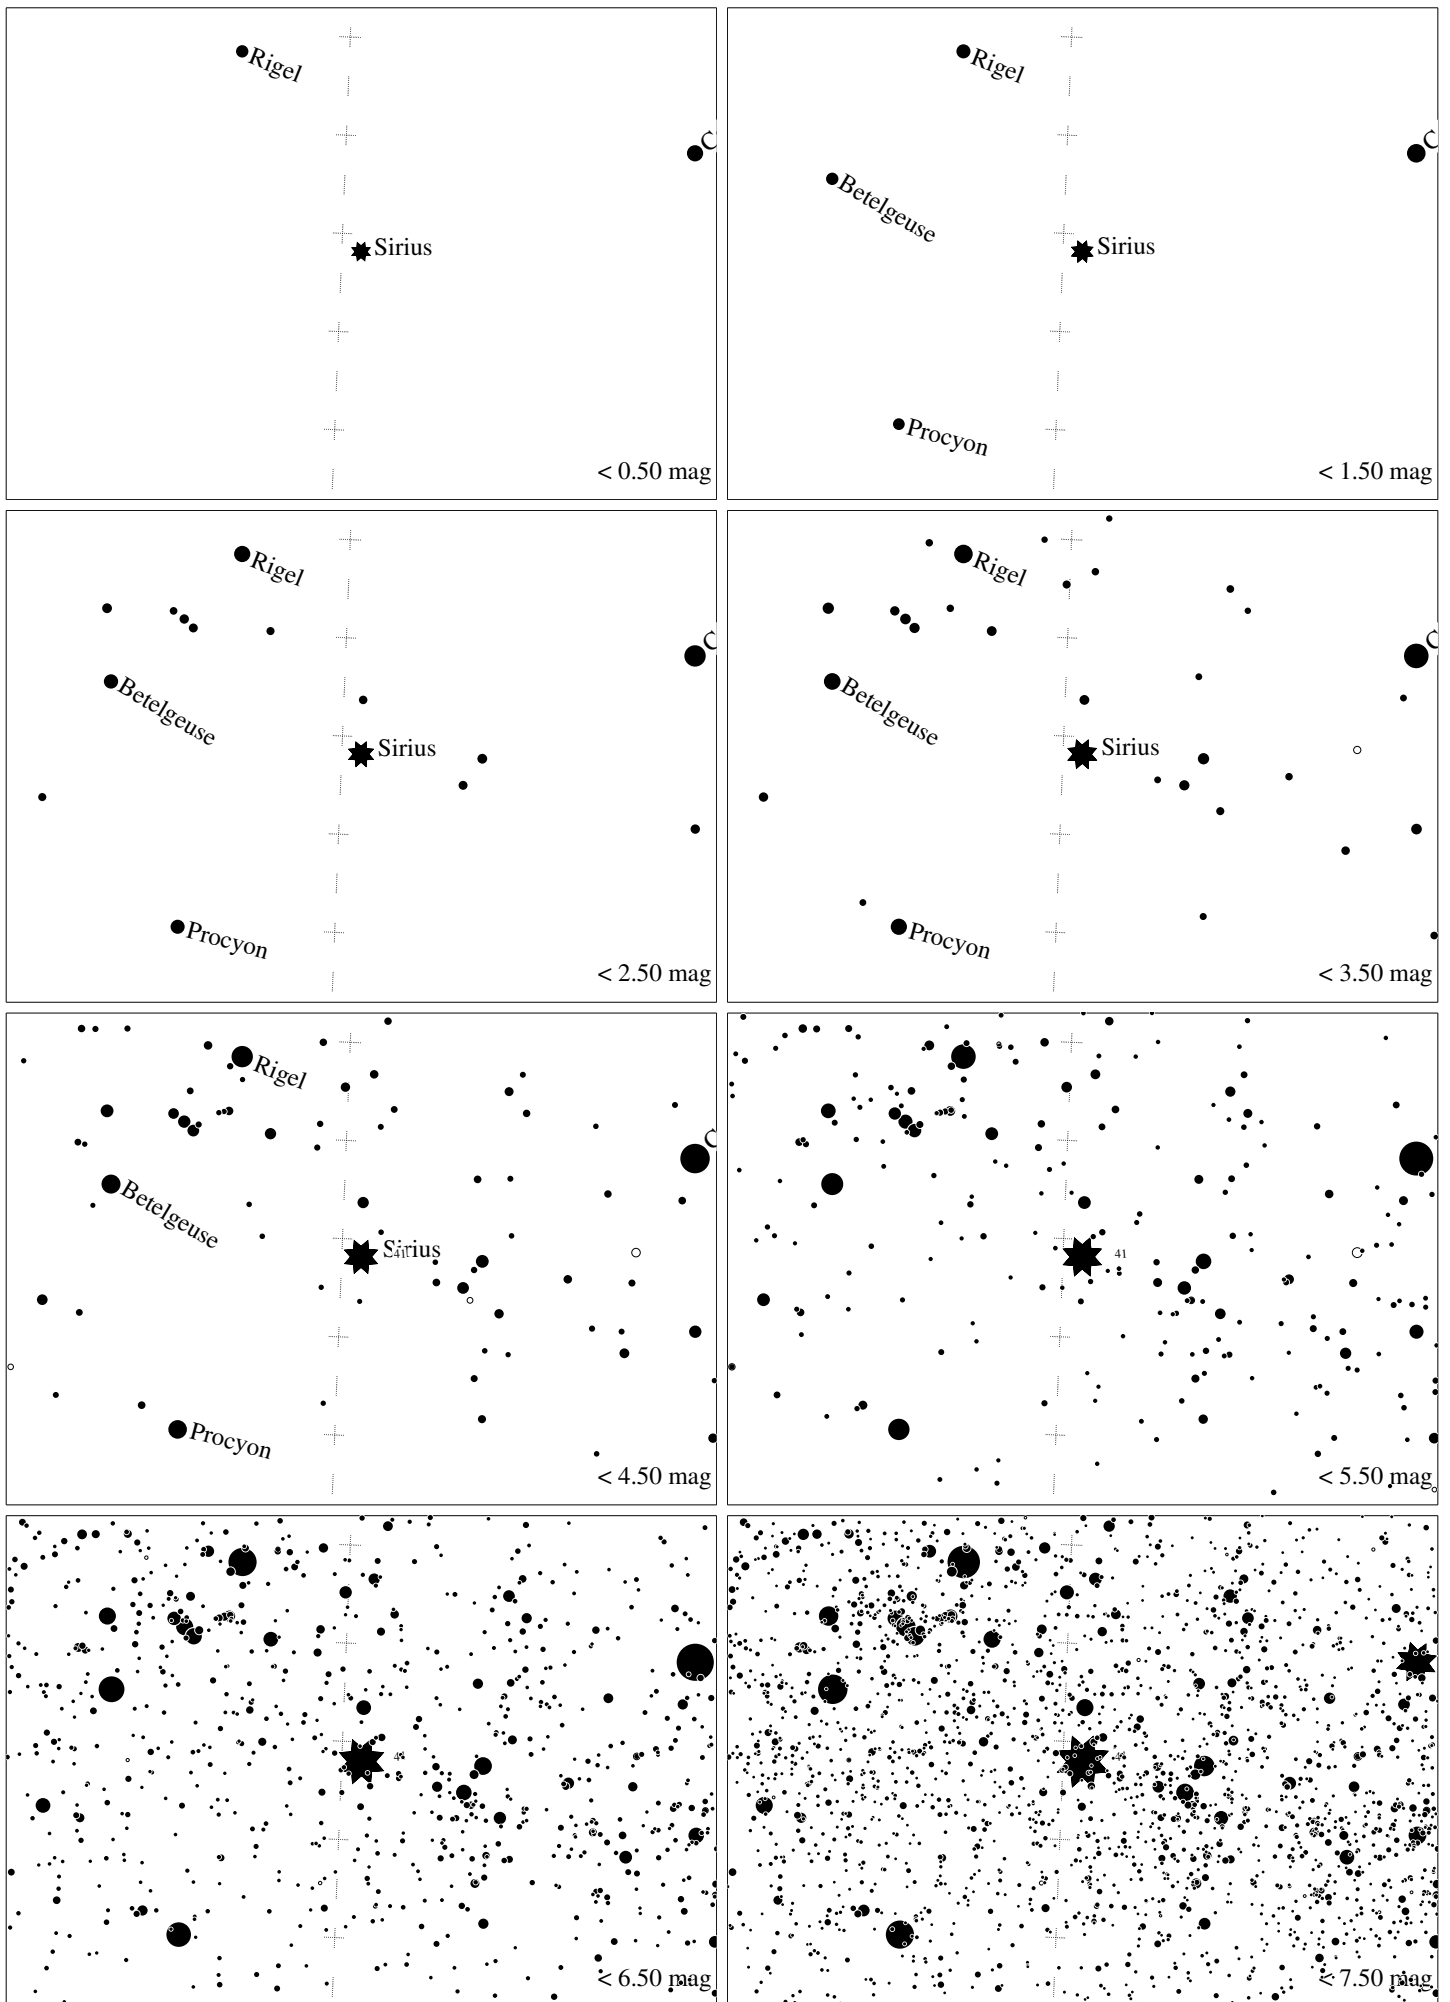 Rigel
C
Sirius
< 0.50 mag
Rigel
C
Betelgeuse
Sirius
Procyon
< 1.50 mag
Rigel
C
Betelgeuse
Sirius
Procyon
< 2.50 mag
Rigel
C
Betelgeuse
Sirius
Procyon
< 3.50 mag
Rigel
C
Betelgeuse
Sirius
41
Procyon
< 4.50 mag
41
< 5.50 mag
< 6.50 mag
< 7.50 mag